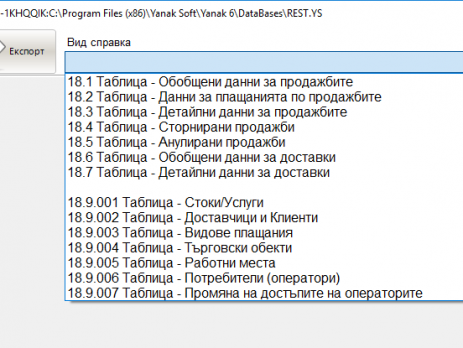 -1KHQQIK:C:\Program Files (x86)\Yanak Soft\Yanak 6\DataBases\REST.YS
Вид справка
Експорт
18.1 Таблица - Обобщени данни за продажбите
18.2 Таблица - Данни за плащанията по продажбите
18.3 Таблица - Детайлни данни за продажбите
18.4 Таблица - Сторнирани продажби
18.5 Таблица - Анулирани продажби
18.6 Таблица - Обобщени данни за доставки
18.7 Таблица - Детайлни данни за доставки
18.9.001 Таблица - Стоки/Услуги
18.9.002 Таблица - Доставчици и Клиенти
18.9.003 Таблица - Видове плащания
18.9.004 Таблица - Търговски обекти
18.9.005 Таблица - Работни места
18.9.006 Таблица - Потребители (оператори)
18.9.007 Таблица - Промяна на достъпите на операторите